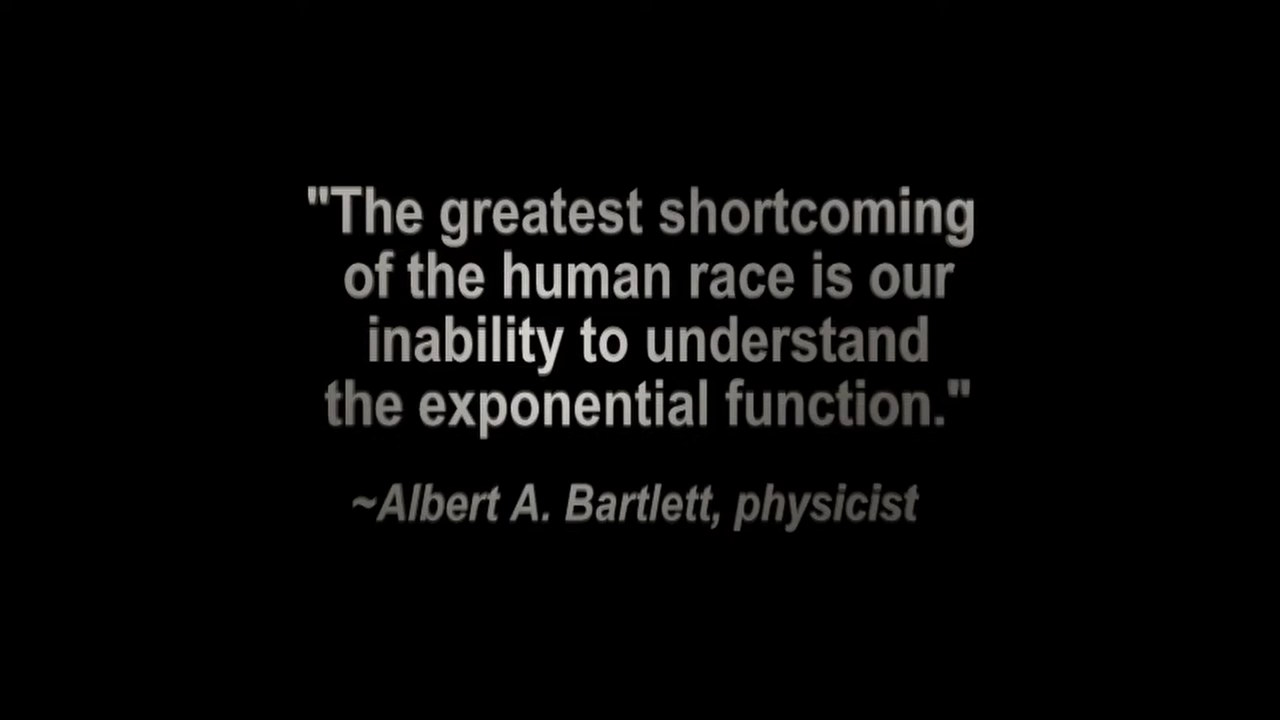 "The greatest shortcoming
of the human race is our
inability to understand
the exponential function."
~Albert A. Bartlett, physicist